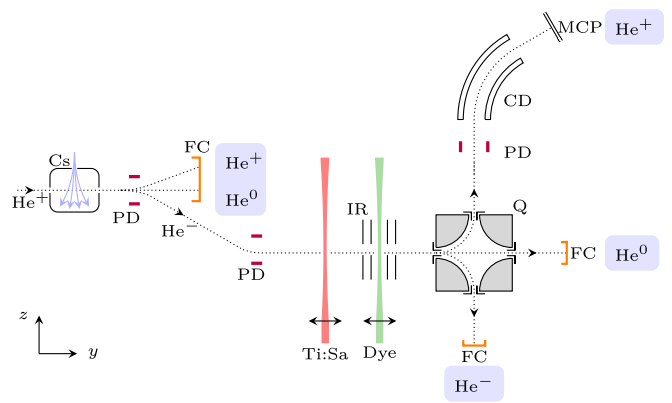 MCP He⁺
CD
Cs FC He⁺
PD
He⁺ He⁰
PD
He⁻
IR Q
PD
FC He⁰
z
y
Ti:Sa Dye
FC
He⁻